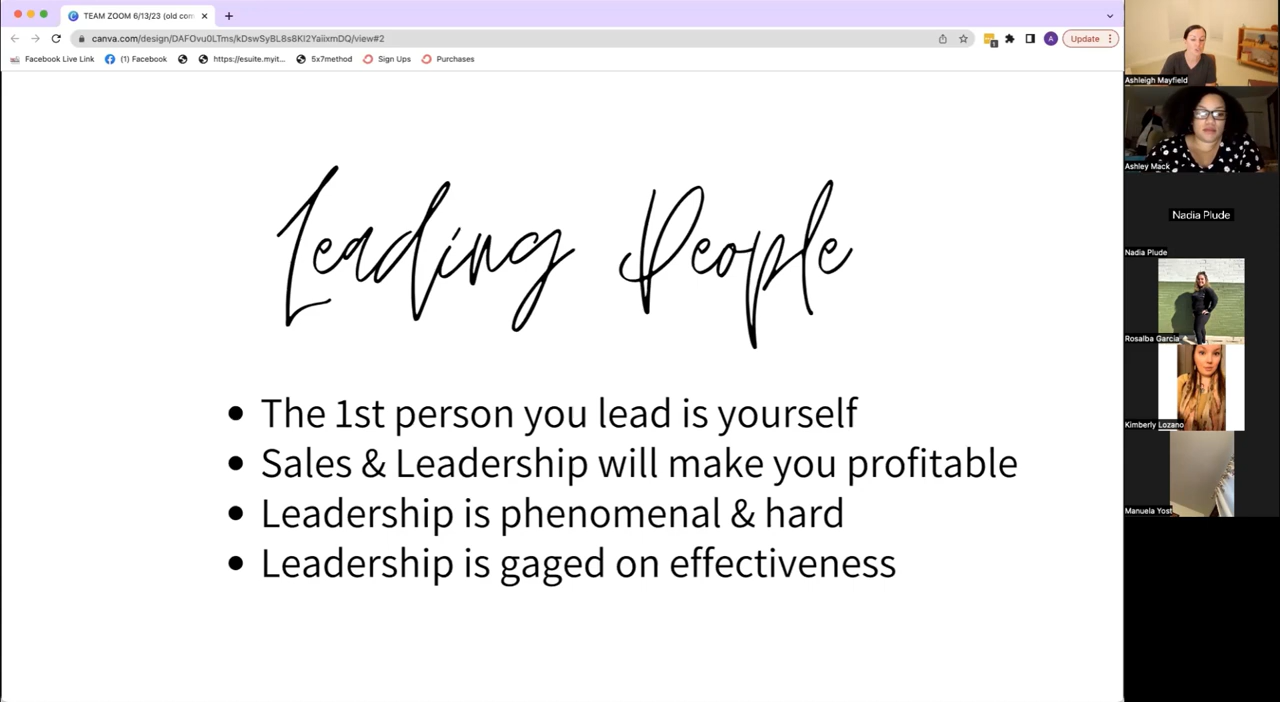 TEAM ZOOM 6/13/23 (old com
canva.com/design/DAFOvu0LTms/kDswSyBL8s8KI2YaiixmDQ/view#2
1
A
Update
Facebook Live Link
(1) Facebook
https://esuite.myit...
5x7method
Sign Ups
Purchases
Leading People
The 1st person you lead is yourself
Sales & Leadership will make you profitable
Leadership is phenomenal & hard
Leadership is gaged on effectiveness
Ashleigh Mayfield
Ashley Mack
Nadia Plude
Nadia Plude
Rosalba Garcia
Kimberly Lozano
Manuela Yost